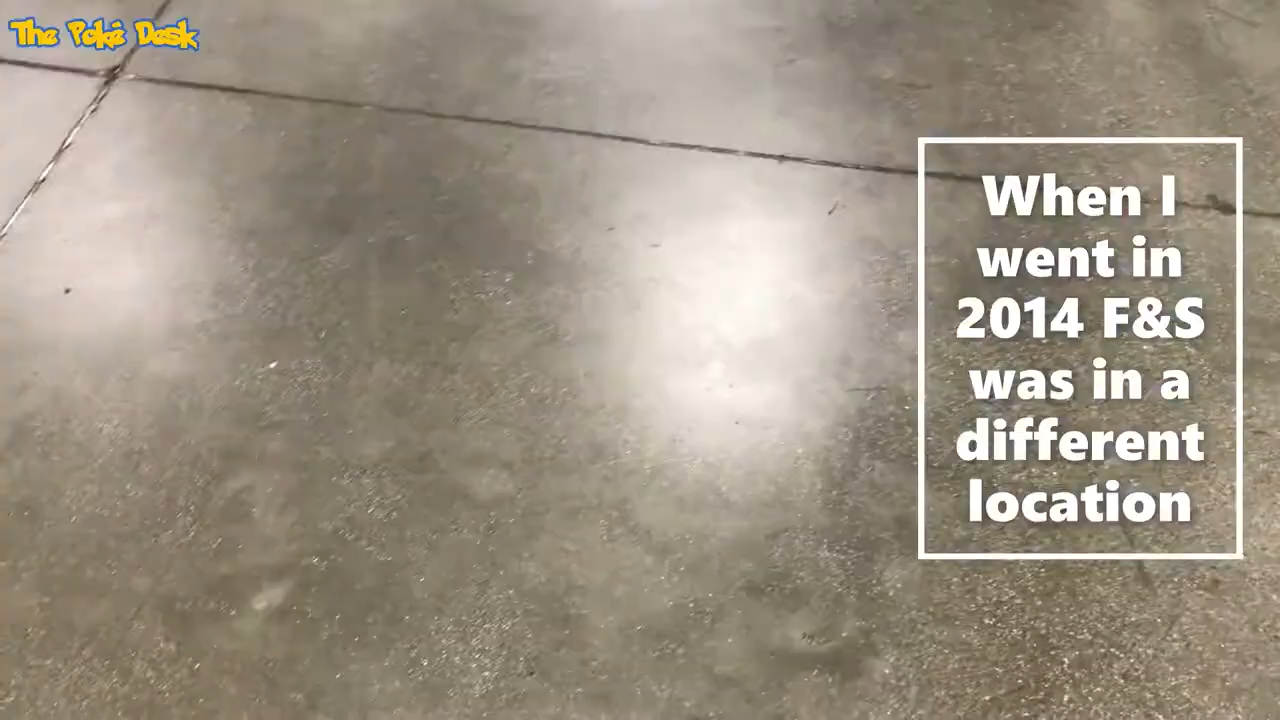 The Poké Desk
When I
went in
2014 F&S
was in a
different
location